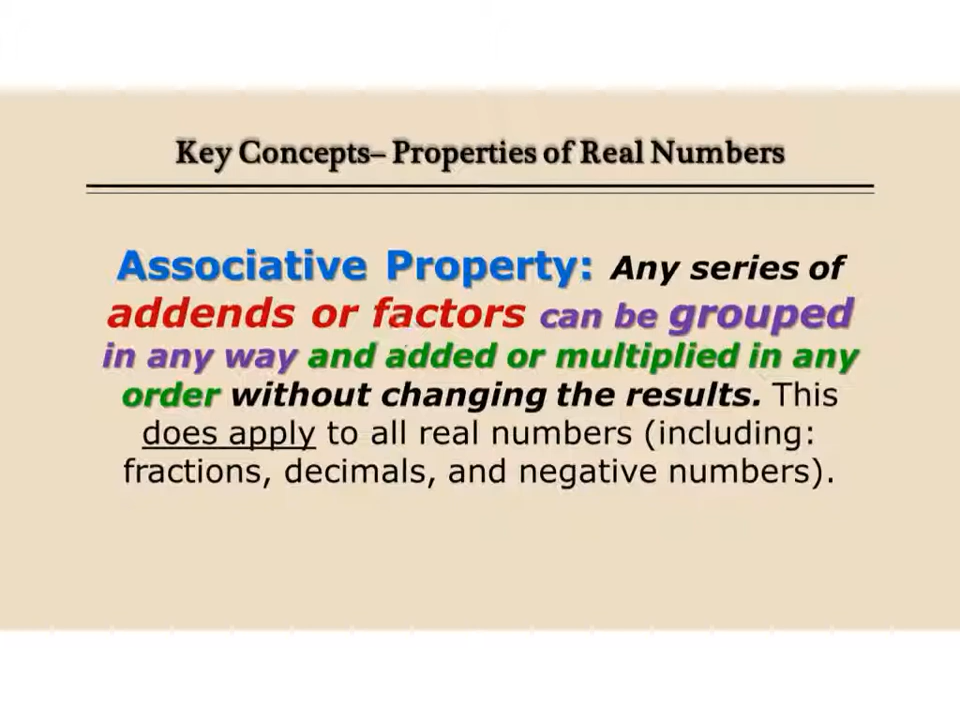 Key Concepts– Properties of Real Numbers
Associative Property: Any series of
addends or factors can be grouped
in any way and added or multiplied in any
order without changing the results. This
does apply to all real numbers (including:
fractions, decimals, and negative numbers).